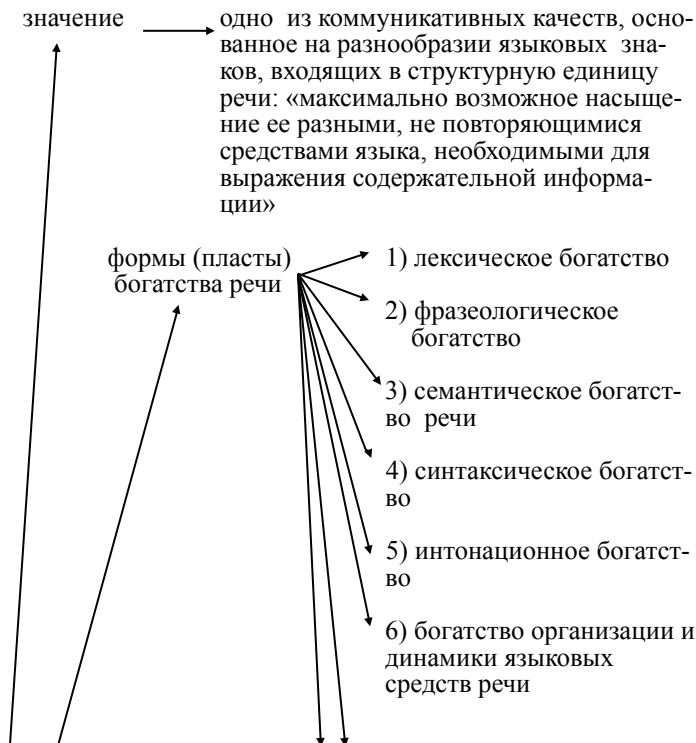 значение
одно из коммуникативных качеств, осно-
ванное на разнообразии языковых зна-
ков, входящих в структурную единицу
речи: «максимально возможное насыще-
ние ее разными, не повторяющимися
средствами языка, необходимыми для
выражения содержательной информа-
ции»
формы (пласты)
богатства речи
1) лексическое богатство
2) фразеологическое
богатство
3) семантическое богатст-
во речи
4) синтаксическое богатст-
во
5) интонационное богатст-
во
6) богатство организации и
динамики языковых
средств речи